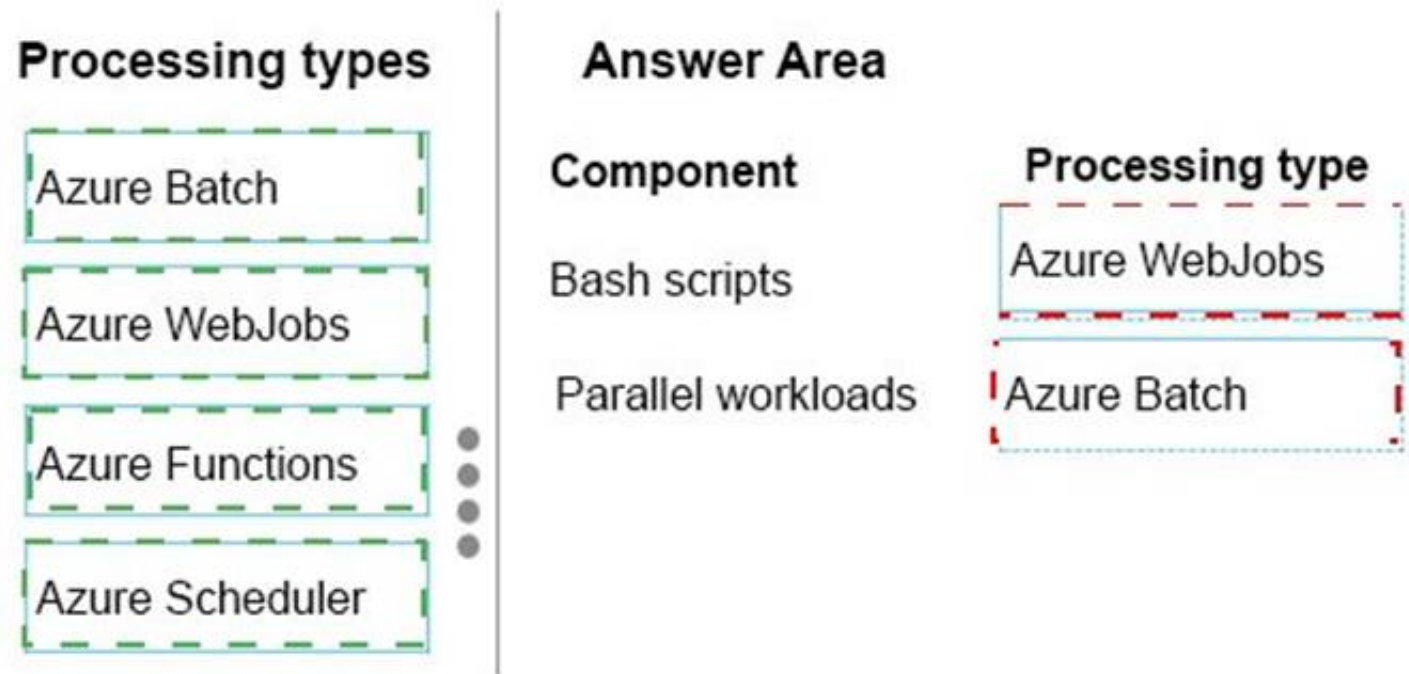 Processing types
Azure Batch
Azure WebJobs
Azure Functions
Azure Scheduler
Answer Area
Component
Processing type
Bash scripts
Azure WebJobs
Parallel workloads
Azure Batch